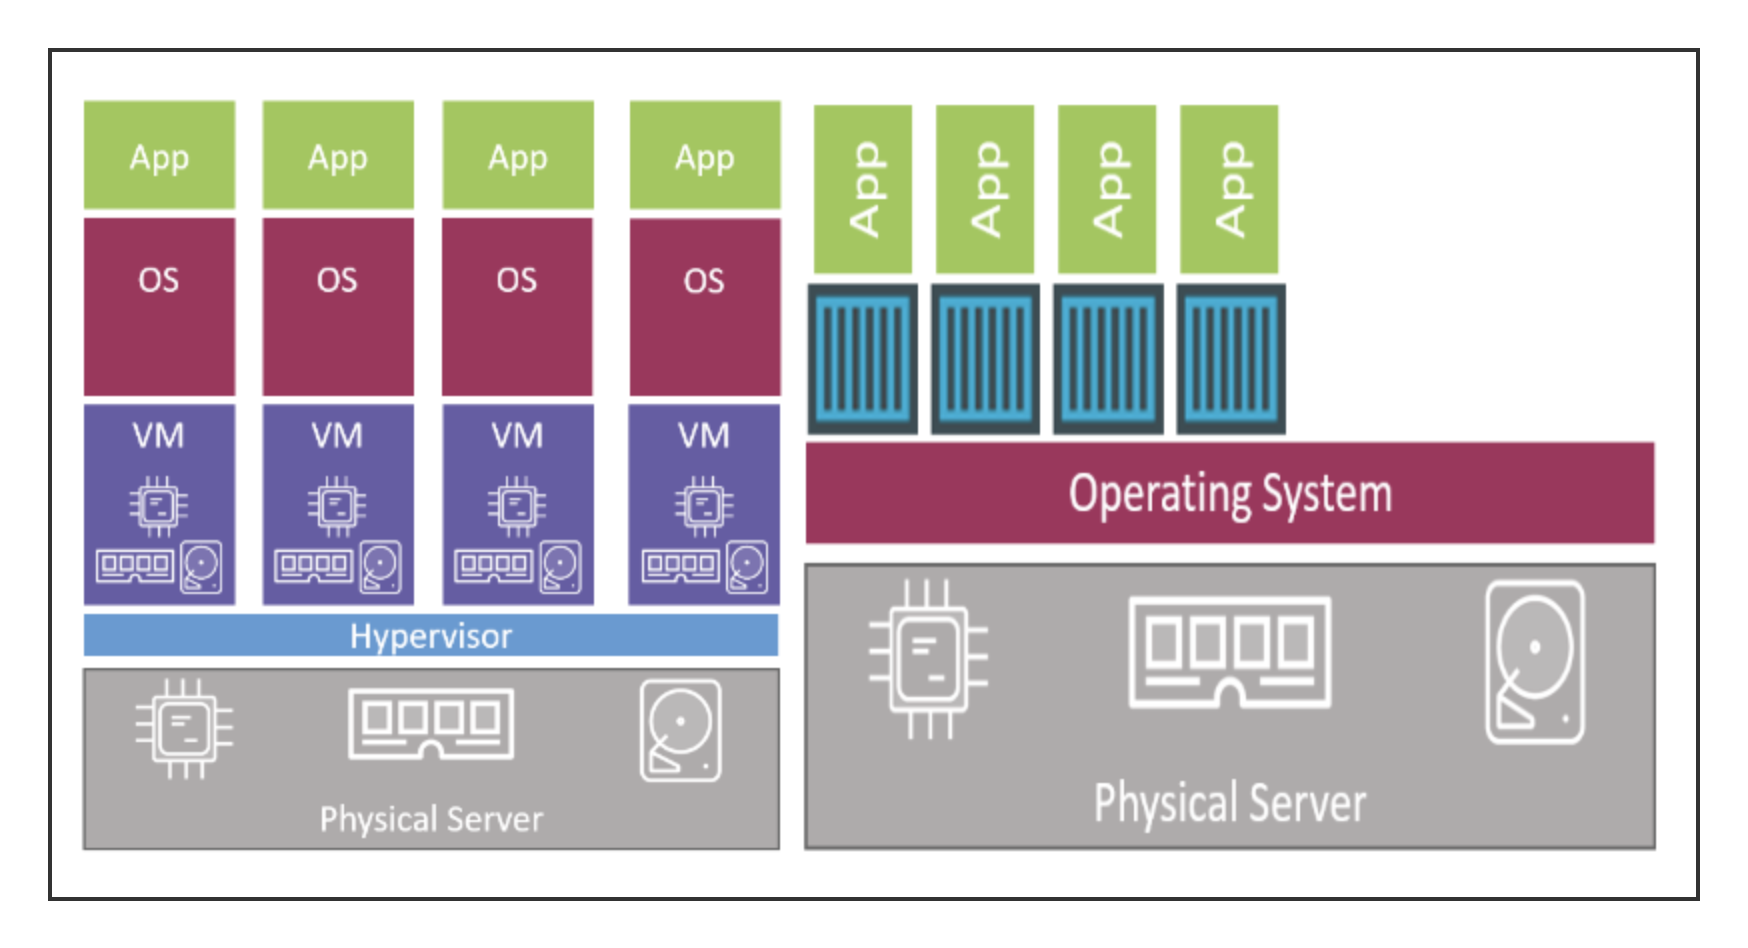 App App App App
OS OS OS OS
VM VM VM VM
Hypervisor
Physical Server
App App App App
Operating System
Physical Server